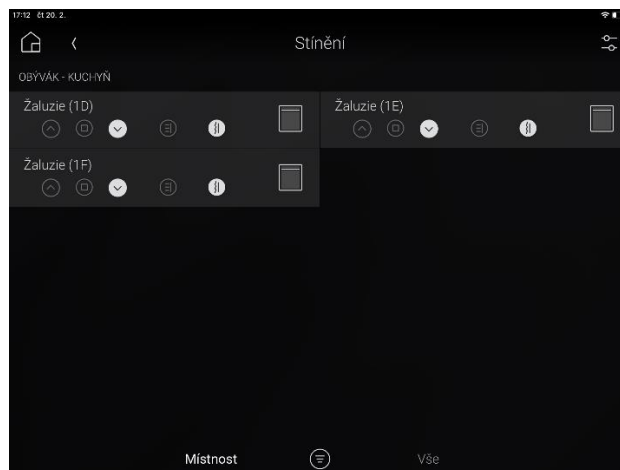 17:12 čt 20. 2.
Stínění
OBÝVÁK - KUCHYŇ
Žaluzie (1D)
Žaluzie (1E)
Žaluzie (1F)
Místnost
Vše